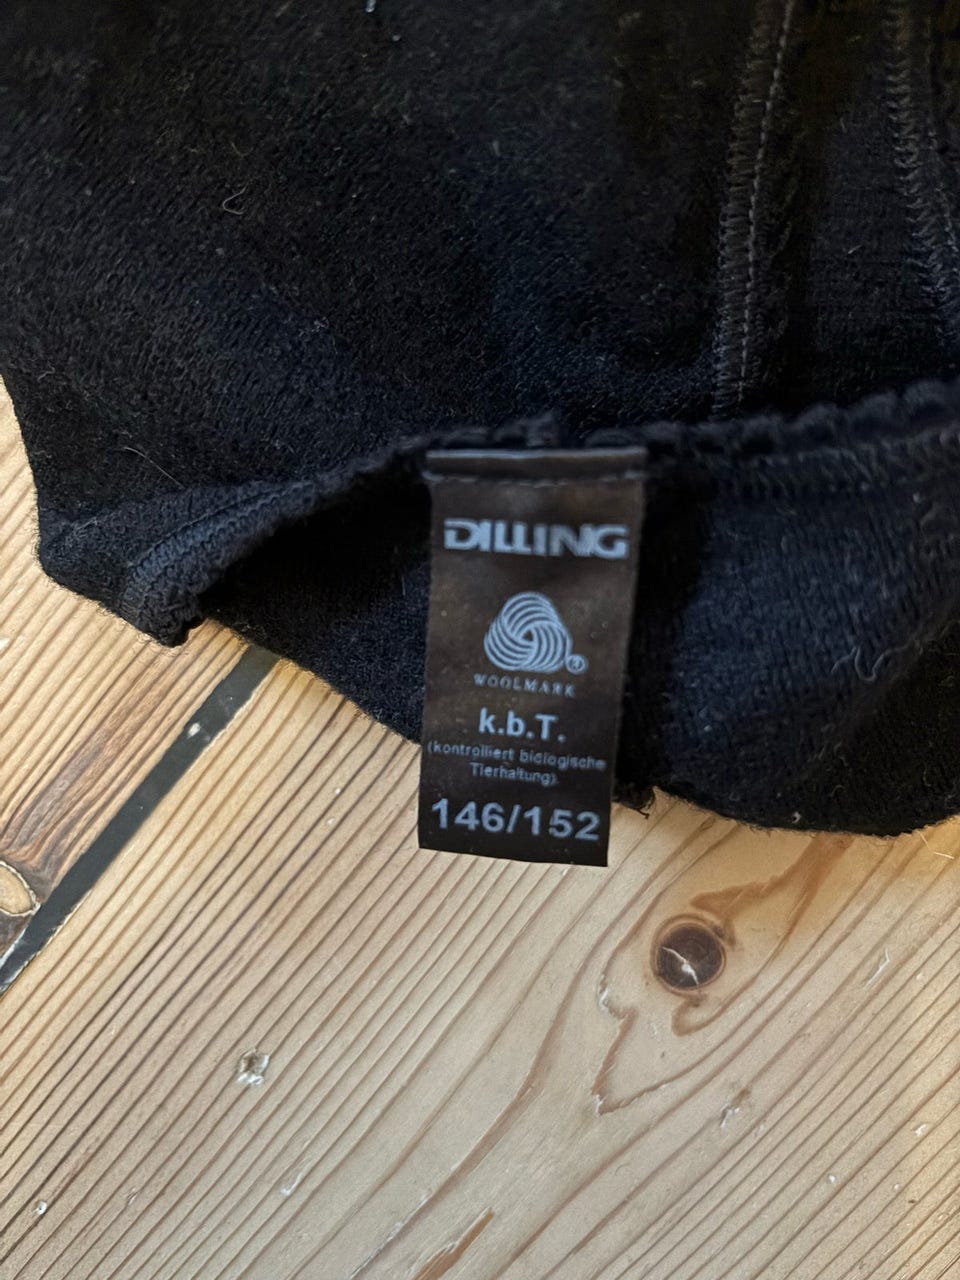 DILLING
®
WOOLMARK
k.b.T.
(kontrolliert biologische
Tierhaltung)
146/152